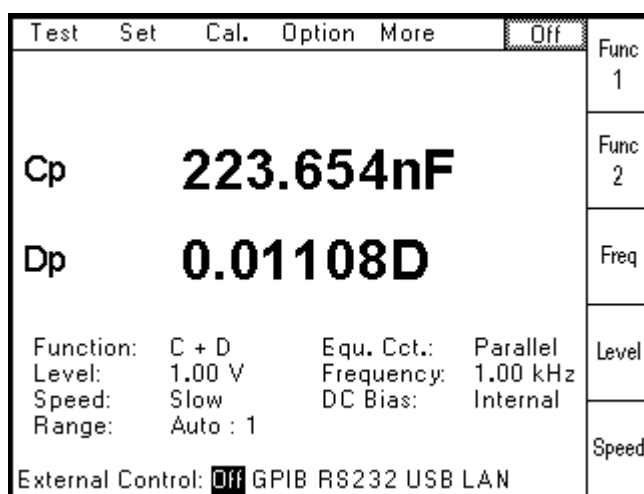 Test Set Cal. Option More Off
Cp 223.654nF
Dp 0.01108D
Function: C + D Equ. Cct.: Parallel
Level: 1.00 V Frequency: 1.00 kHz
Speed: Slow DC Bias: Internal
Range: Auto : 1
External Control: Off GPIB RS232 USB LAN
Func
1
Func
2
Freq
Level
Speed